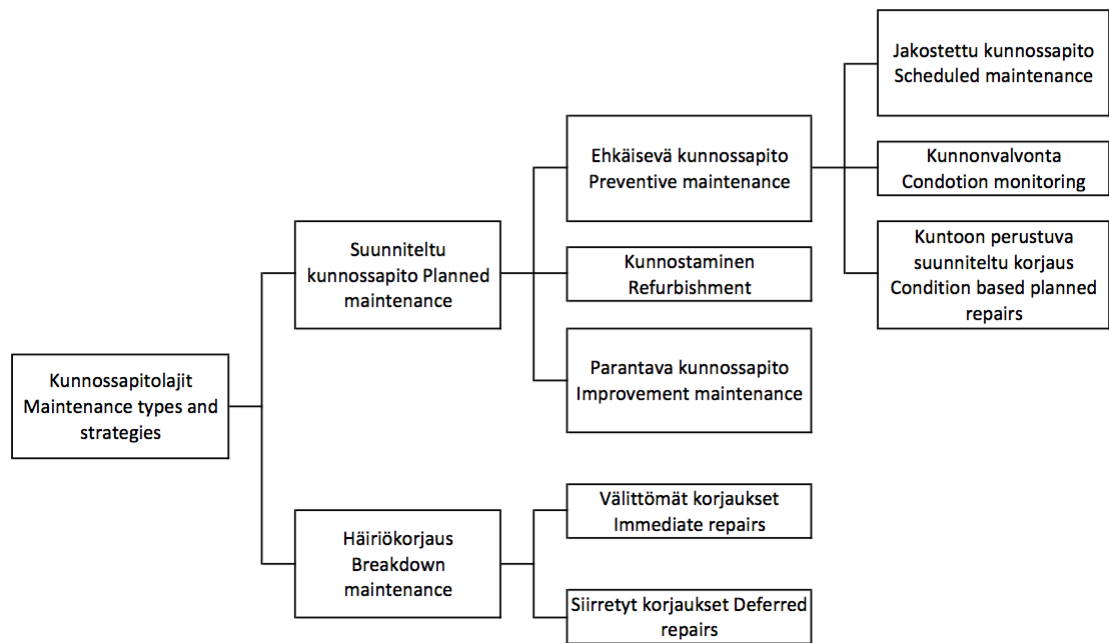 Kunnossapitolajit
Maintenance types and
strategies
Suunniteltu
kunnossapito Planned
maintenance
Häiriökorjaus
Breakdown
maintenance
Ehkäisevä kunnossapito
Preventive maintenance
Kunnostaminen
Refurbishment
Parantava kunnossapito
Improvement maintenance
Välittömät korjaukset
Immediate repairs
Siirretyt korjaukset Deferred
repairs
Jakostettu kunnossapito
Scheduled maintenance
Kunnonvalvonta
Condotion monitoring
Kuntoon perustuva
suunniteltu korjaus
Condition based planned
repairs